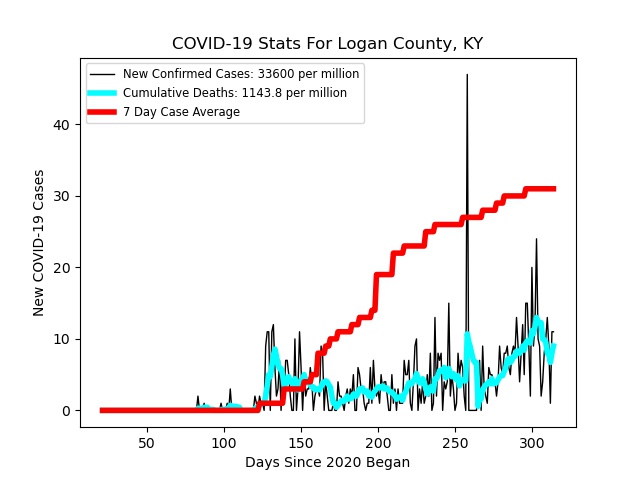 COVID-19 Stats For Logan County, KY
New Confirmed Cases: 33600 per million
Cumulative Deaths: 1143.8 per million
7 Day Case Average
New COVID-19 Cases
40
30
20
10
0
50 100 150 200 250 300
Days Since 2020 Began